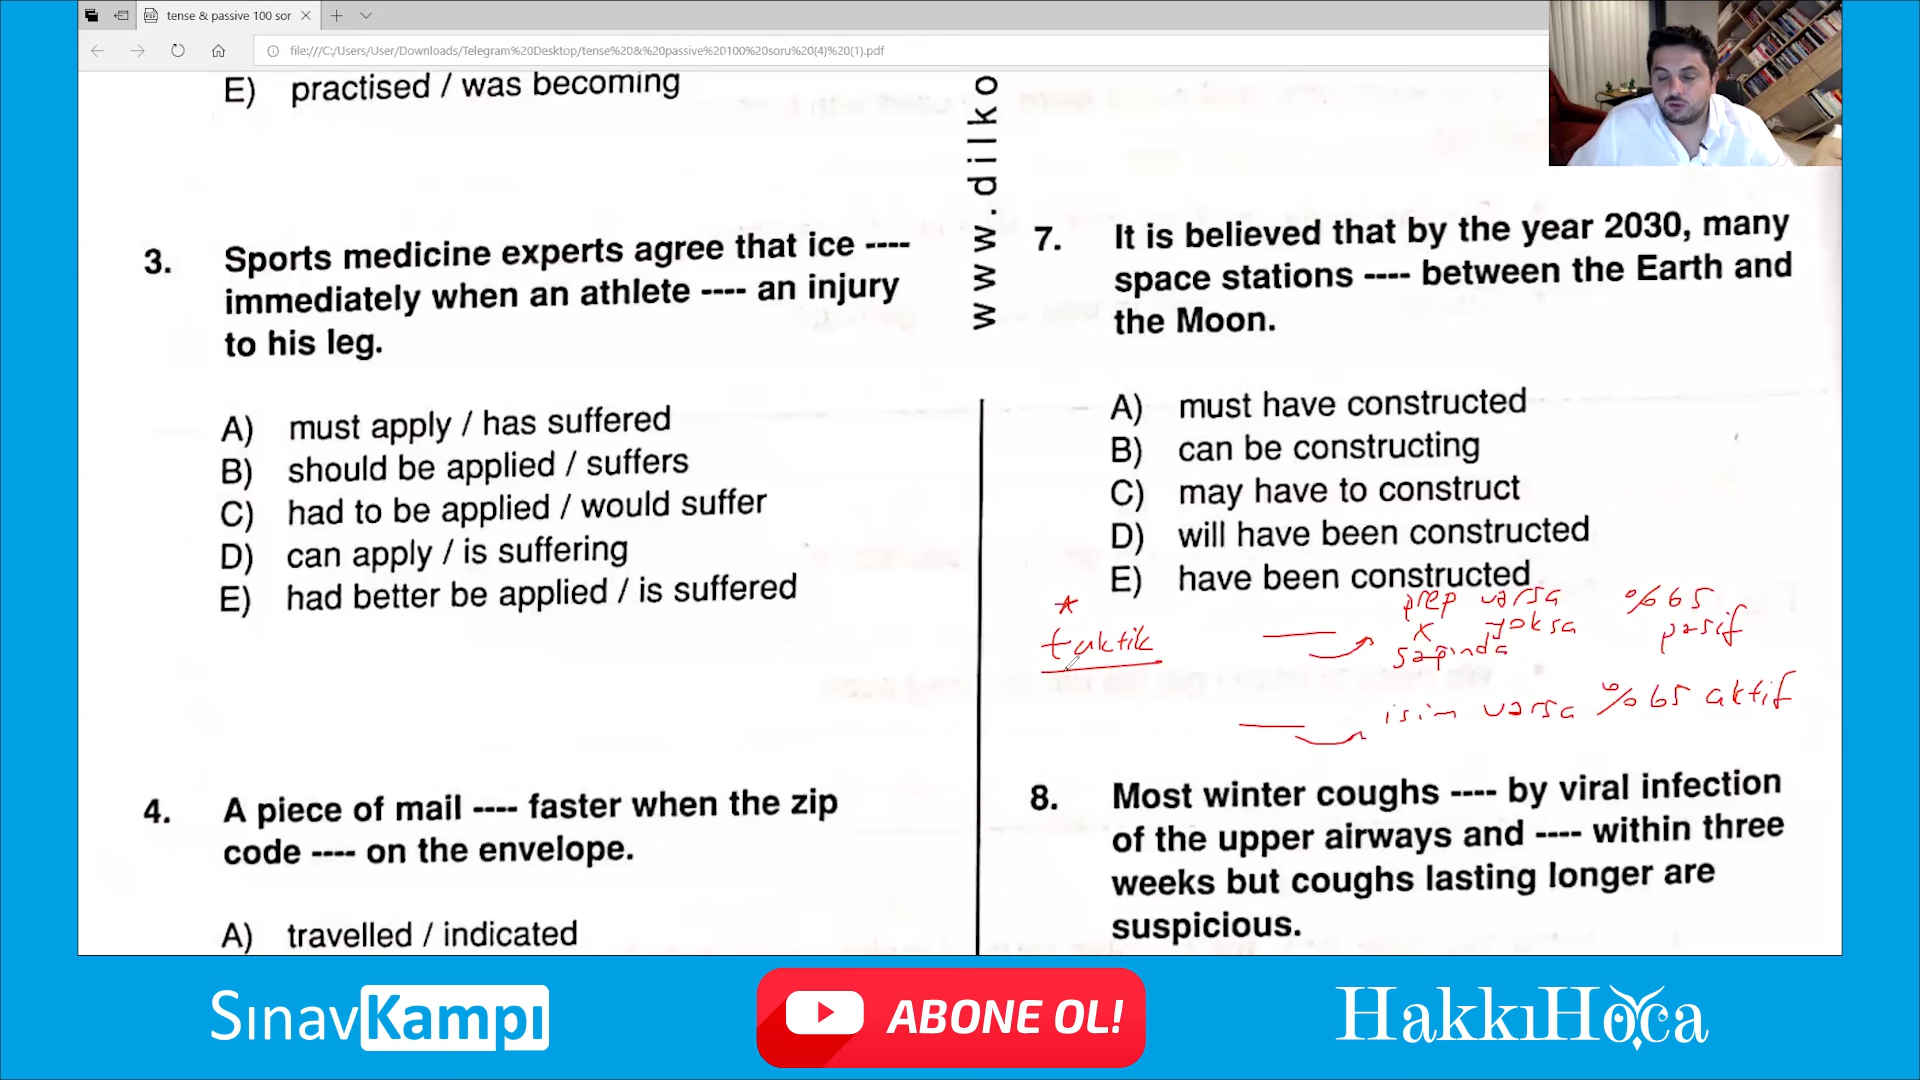 tense & passive 100 sor
file:///C:/Users/User/Downloads/Telegram%20Desktop/tense%20&%20passive%20100%20soru%20(4)%20(1).pdf
E) practised / was becoming
3. Sports medicine experts agree that ice ----
immediately when an athlete ---- an injury
to his leg.
A) must apply / has suffered
B) should be applied / suffers
C) had to be applied / would suffer
D) can apply / is suffering
E) had better be applied / is suffered
4. A piece of mail ---- faster when the zip
code ---- on the envelope.
A) travelled / indicated
www.dilko
7. It is believed that by the year 2030, many
space stations ---- between the Earth and
the Moon.
A) must have constructed
B) can be constructing
C) may have to construct
D) will have been constructed
E) have been constructed
* taktik
prep varsa %65
x yoksa pasif
isim varsa %65 aktif
8. Most winter coughs ---- by viral infection
of the upper airways and ---- within three
weeks but coughs lasting longer are
suspicious.
SınavKampı
ABONE OL!
HakkıHoca